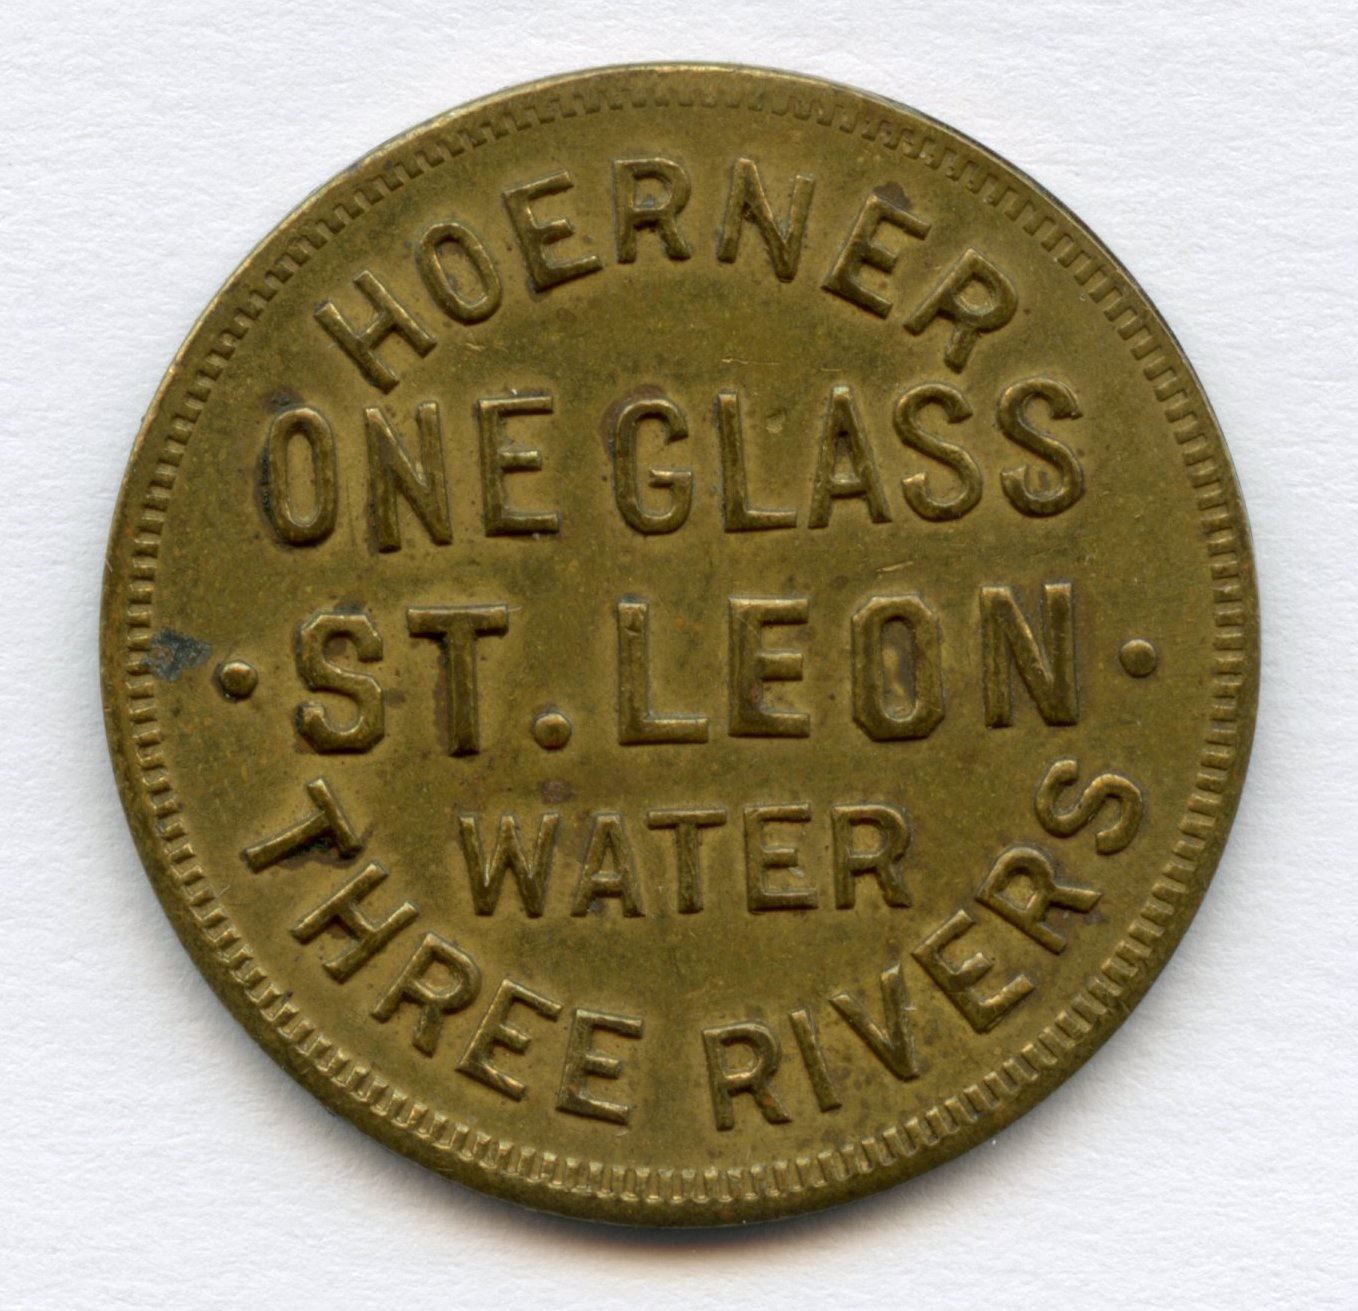 HOERNER
ONE GLASS
ST. LEON
WATER
THREE RIVERS